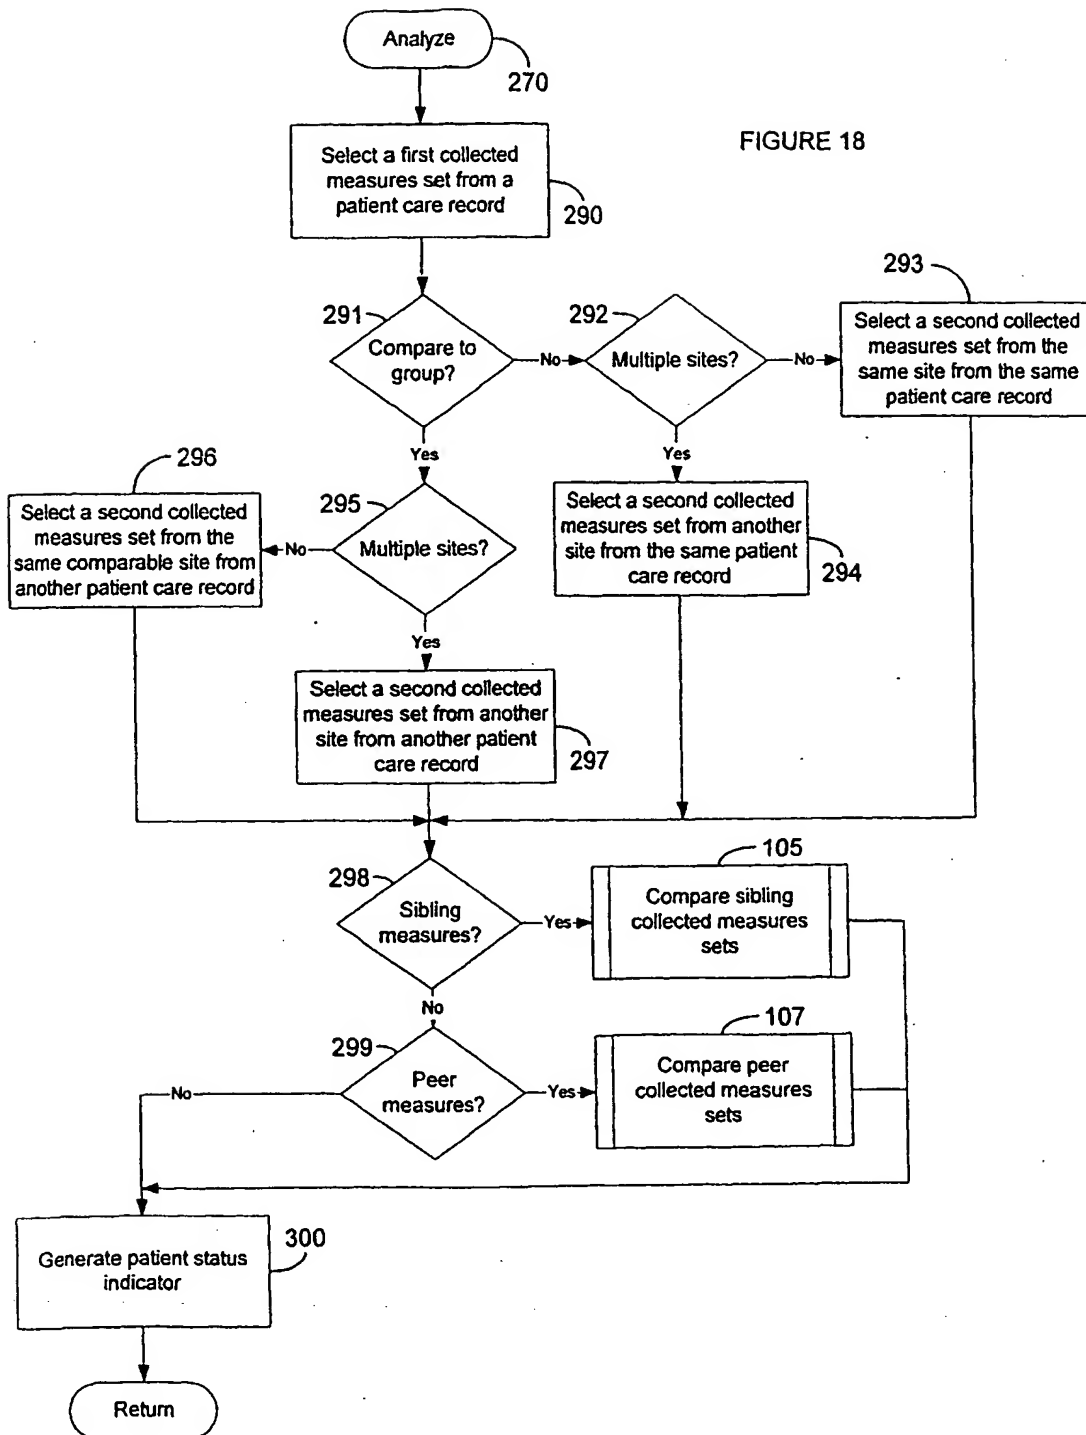 Analyze
270
FIGURE 18
Select a first collected
measures set from a
patient care record
290
291
Compare to
group?
No
292
Multiple sites?
No
293
Select a second collected
measures set from the
same site from the same
patient care record
Yes
Yes
296
Select a second collected
measures set from the
same comparable site from
another patient care record
No
295
Multiple sites?
Select a second collected
measures set from another
site from the same patient
care record
294
Yes
Select a second collected
measures set from another
site from another patient
care record
297
298
Sibling
measures?
Yes
105
Compare sibling
collected measures
sets
No
299
Peer
measures?
No
Yes
107
Compare peer
collected measures
sets
Generate patient status
indicator
300
Return